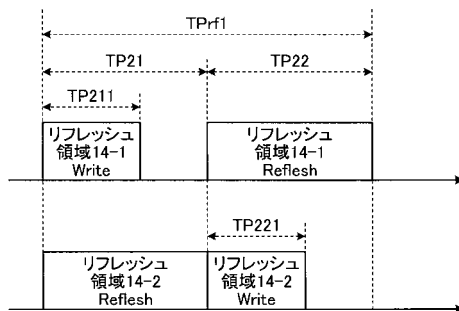 TPrf1
TP21
TP22
TP211
リフレッシュ
領域14-1
Write
リフレッシュ
領域14-1
Reflesh
TP221
リフレッシュ
領域14-2
Reflesh
リフレッシュ
領域14-2
Write